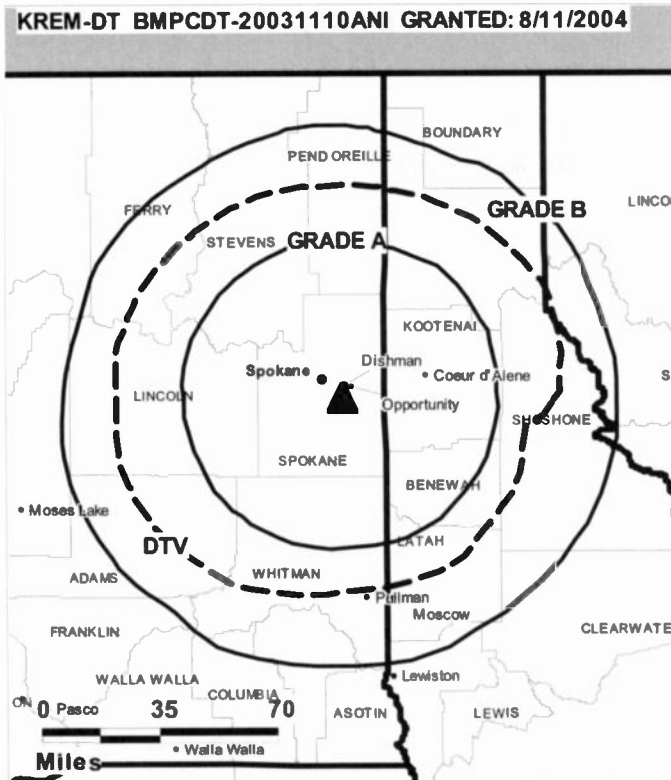 KREM-DT BMPCDT-20031110ANI GRANTED: 8/11/2004
BOUNDARY
PEND OREILLE
FERRY
GRADE B
LINCO
STEVENS
GRADE A
KOOTENAI
Dishman
Spokane
Coeur d'Alene
LINCOLN
Opportunity
S
SHOSHONE
SPOKANE
BENEWAH
Moses Lake
LATAH
DTV
WHITMAN
ADAMS
Pullman
Moscow
FRANKLIN
CLEARWATE
WALLA WALLA
Lewiston
COLUMBIA
ON
0 Pasco 35 70
ASOTIN
LEWIS
Walla Walla
Miles